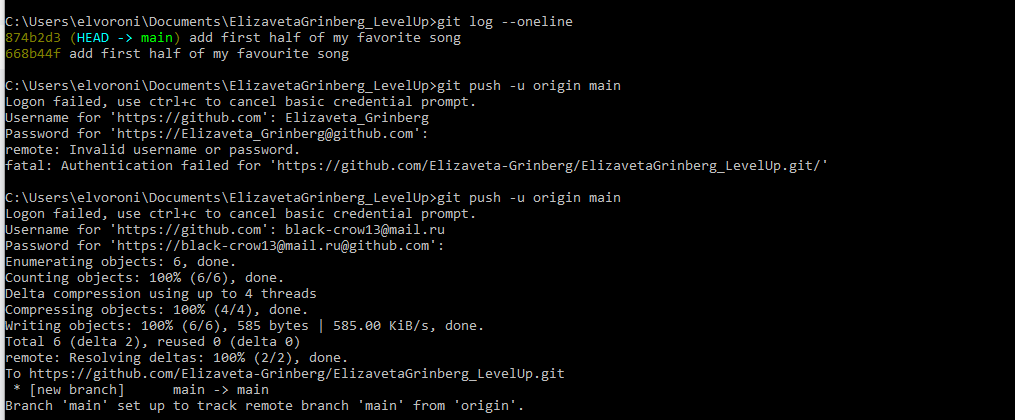 C:\Users\elvoroni\Documents\ElizavetaGrinberg_LevelUp>git log --oneline
874b2d3 (HEAD -> main) add first half of my favorite song
668b44f add first half of my favourite song
C:\Users\elvoroni\Documents\ElizavetaGrinberg_LevelUp>git push -u origin main
Logon failed, use ctrl+c to cancel basic credential prompt.
Username for 'https://github.com': Elizaveta_Grinberg
Password for 'https://Elizaveta_Grinberg@github.com':
remote: Invalid username or password.
fatal: Authentication failed for 'https://github.com/Elizaveta-Grinberg/ElizavetaGrinberg_LevelUp.git/'
C:\Users\elvoroni\Documents\ElizavetaGrinberg_LevelUp>git push -u origin main
Logon failed, use ctrl+c to cancel basic credential prompt.
Username for 'https://github.com': black-crow13@mail.ru
Password for 'https://black-crow13@mail.ru@github.com':
Enumerating objects: 6, done.
Counting objects: 100% (6/6), done.
Delta compression using up to 4 threads
Compressing objects: 100% (4/4), done.
Writing objects: 100% (6/6), 585 bytes | 585.00 KiB/s, done.
Total 6 (delta 2), reused 0 (delta 0)
remote: Resolving deltas: 100% (2/2), done.
To https://github.com/Elizaveta-Grinberg/ElizavetaGrinberg_LevelUp.git
 * [new branch]      main -> main
Branch 'main' set up to track remote branch 'main' from 'origin'.